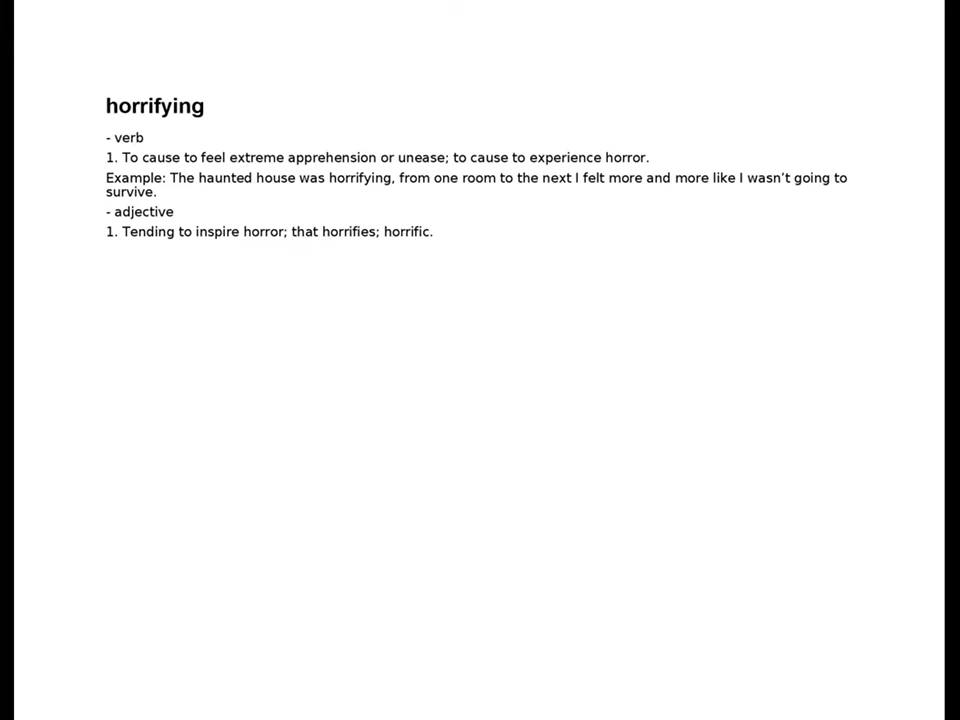 horrifying
- verb
1. To cause to feel extreme apprehension or unease; to cause to experience horror.
Example: The haunted house was horrifying, from one room to the next I felt more and more like I wasn’t going to
survive.
- adjective
1. Tending to inspire horror; that horrifies; horrific.